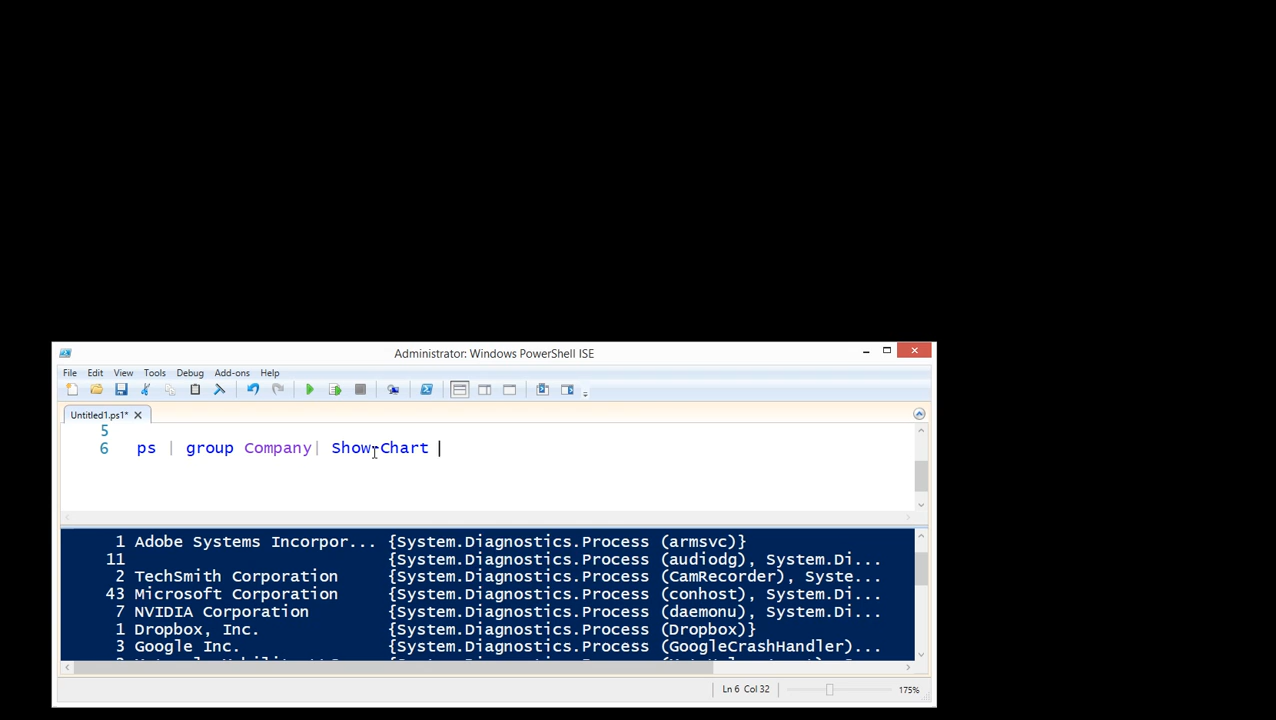 Administrator: Windows PowerShell ISE
File Edit View Tools Debug Add-ons Help
Untitled1.ps1*
5
6 ps | group Company| Show-Chart
1 Adobe Systems Incorpor... {System.Diagnostics.Process (armsvc)}
11 {System.Diagnostics.Process (audiodg), System.Di...
2 TechSmith Corporation {System.Diagnostics.Process (CamRecorder), Syste...
43 Microsoft Corporation {System.Diagnostics.Process (conhost), System.Di...
7 NVIDIA Corporation {System.Diagnostics.Process (daemonu), System.Di...
1 Dropbox, Inc. {System.Diagnostics.Process (Dropbox)}
3 Google Inc. {System.Diagnostics.Process (GoogleCrashHandler)...
Ln 6 Col 32 175%